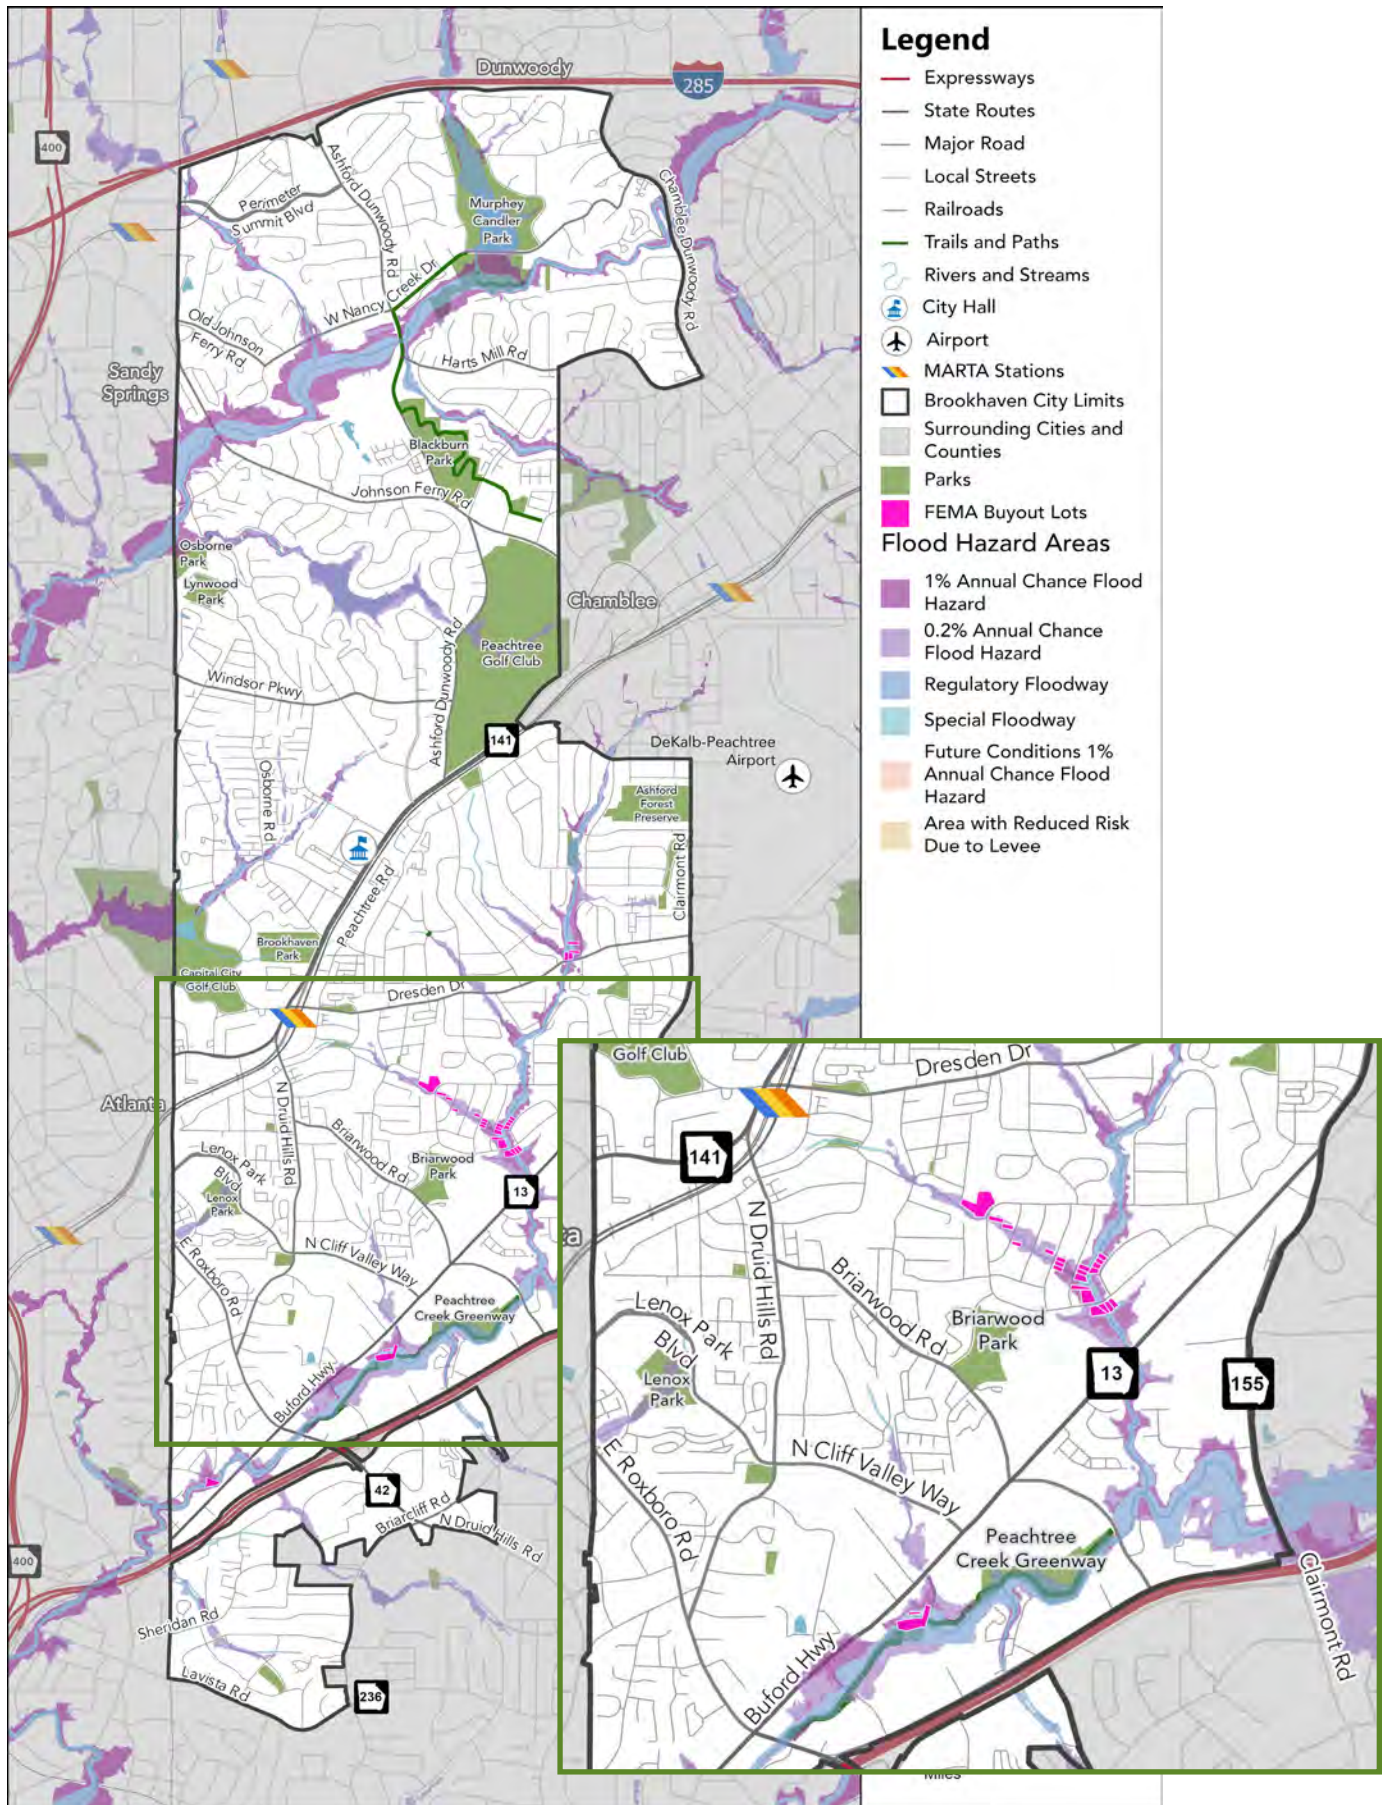 Dunwoody
285
400
Perimeter
Summit Blvd
Ashford Dunwoody Rd
Murphey
Candler
Park
Chamblee Dunwoody Rd
W Nancy Creek Dr
Old Johnson
Ferry Rd
Harts Mill Rd
Sandy
Springs
Blackburn
Park
Johnson Ferry Rd
Osborne
Park
Lynwood
Park
Chamblee
Peachtree
Golf Club
Ashford Dunwoody Rd
Windsor Pkwy
141
DeKalb-Peachtree
Airport
Osborne Rd
Ashford
Forest
Preserve
Clairmont Rd
Peachtree Rd
Brookhaven
Park
Capital City
Golf Club
Dresden Dr
Atlanta
N Druid Hills Rd
Briarwood Rd
Lenox Park
Blvd
Lenox
Park
Briarwood
Park
13
E Roxboro Rd
N Cliff Valley Way
Peachtree
Creek Greenway
Buford Hwy
42
Briarcliff Rd
N Druid Hills Rd
400
Sheridan Rd
Lavista Rd
236
Legend
Expressways
State Routes
Major Road
Local Streets
Railroads
Trails and Paths
Rivers and Streams
City Hall
Airport
MARTA Stations
Brookhaven City Limits
Surrounding Cities and
Counties
Parks
FEMA Buyout Lots
Flood Hazard Areas
1% Annual Chance Flood
Hazard
0.2% Annual Chance
Flood Hazard
Regulatory Floodway
Special Floodway
Future Conditions 1%
Annual Chance Flood
Hazard
Area with Reduced Risk
Due to Levee
Golf Club
Dresden Dr
141
N Druid Hills Rd
Briarwood Rd
Lenox Park
Blvd
Lenox
Park
Briarwood
Park
13
155
E Roxboro Rd
N Cliff Valley Way
Peachtree
Creek Greenway
Clairmont Rd
Buford Hwy
Miles